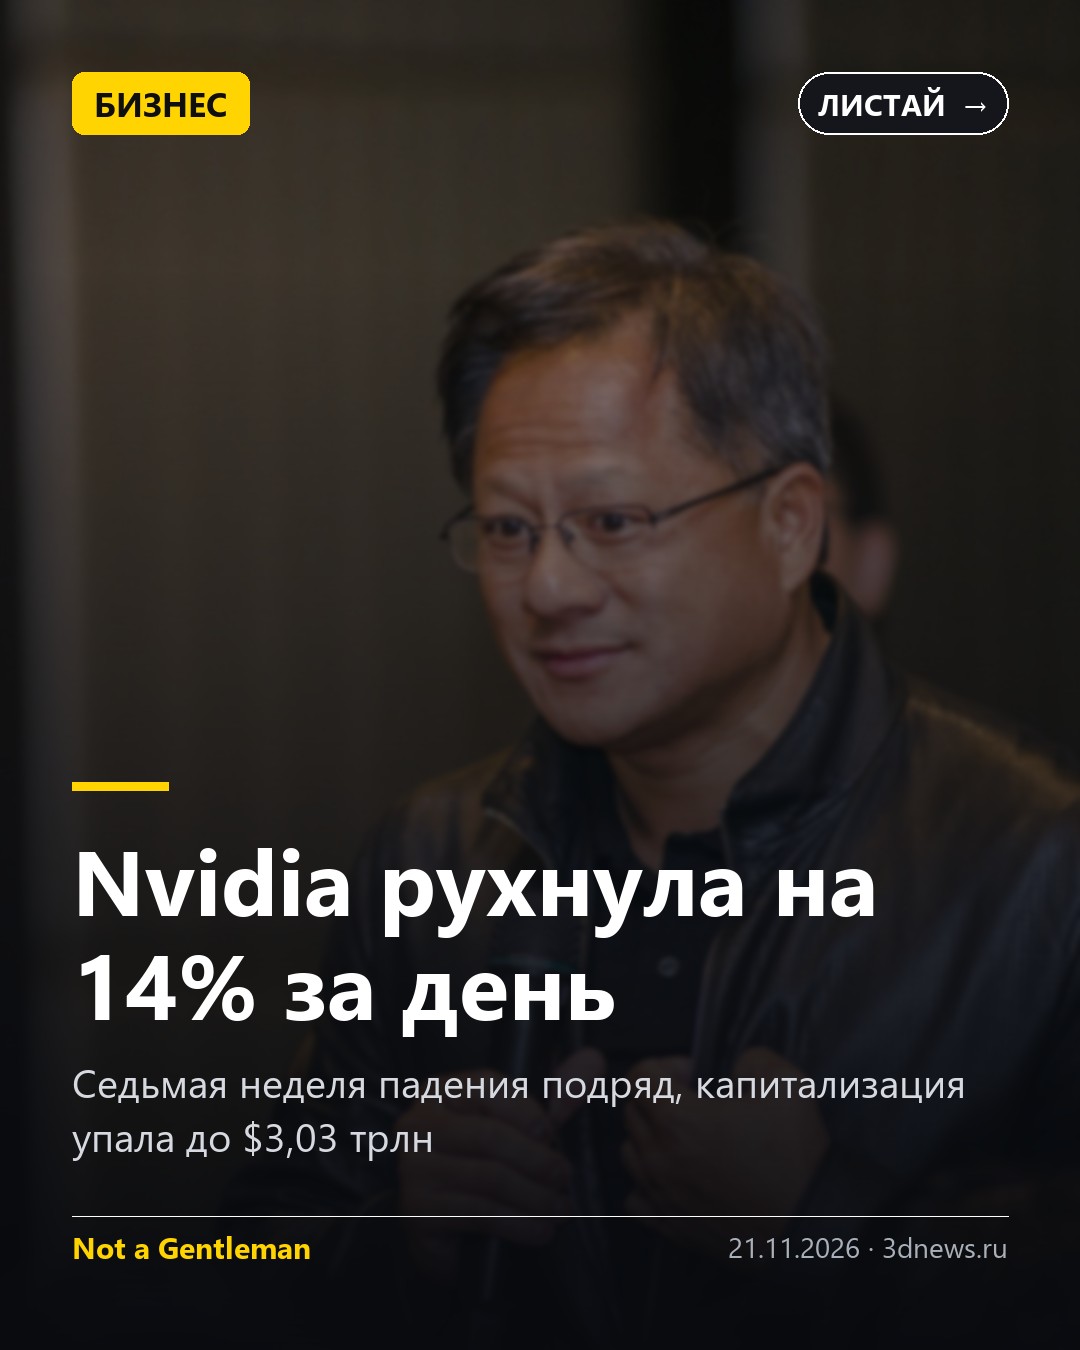 БИЗНЕС
ЛИСТАЙ →
Nvidia рухнула на
14% за день
Седьмая неделя падения подряд, капитализация
упала до $3,03 трлн
Not a Gentleman
21.11.2026 · 3dnews.ru